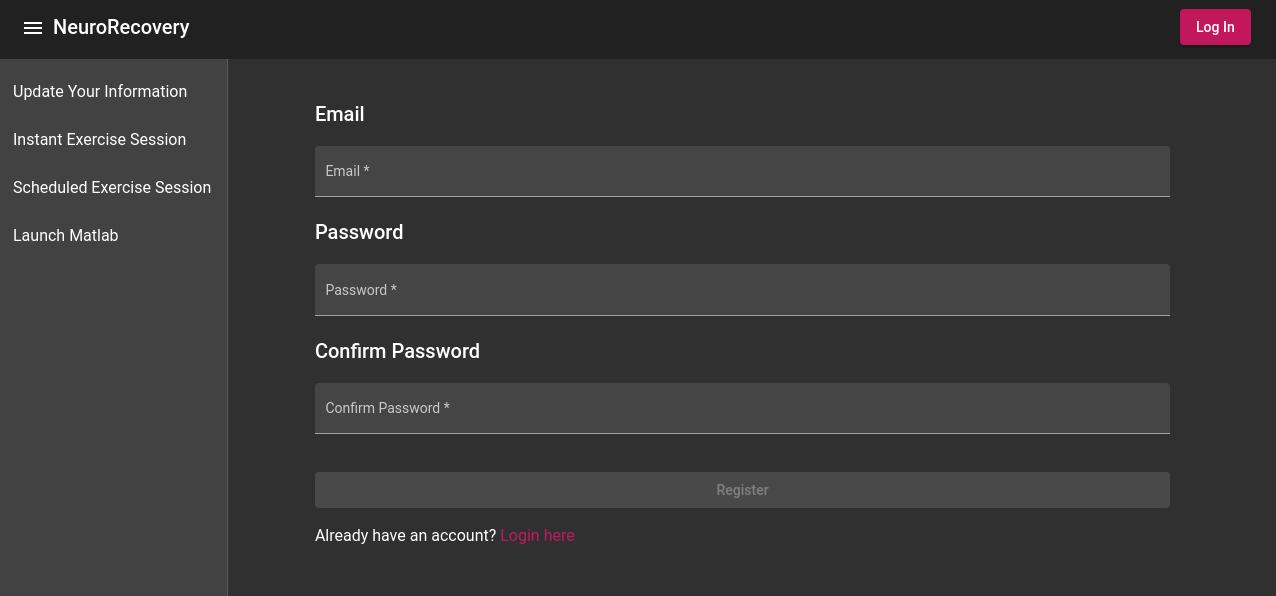 NeuroRecovery
Log In
Update Your Information
Instant Exercise Session
Scheduled Exercise Session
Launch Matlab
Email
Email *
Password
Password *
Confirm Password
Confirm Password *
Register
Already have an account? Login here